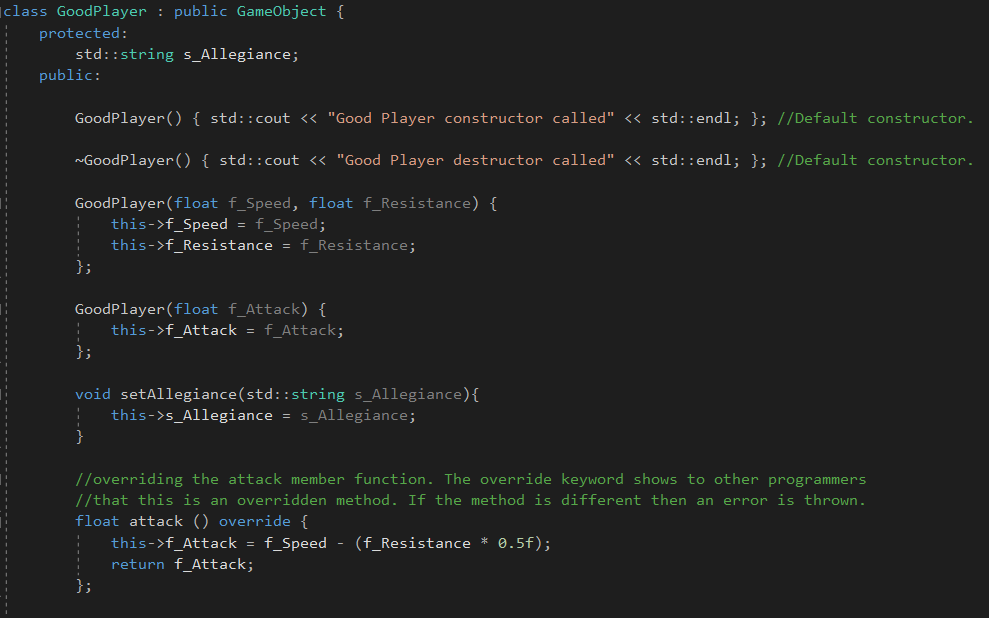 class GoodPlayer : public GameObject {
protected:
std::string s_Allegiance;
public:
GoodPlayer() { std::cout << "Good Player constructor called" << std::endl; }; //Default constructor.
~GoodPlayer() { std::cout << "Good Player destructor called" << std::endl; }; //Default constructor.
GoodPlayer(float f_Speed, float f_Resistance) {
this->f_Speed = f_Speed;
this->f_Resistance = f_Resistance;
};
GoodPlayer(float f_Attack) {
this->f_Attack = f_Attack;
};
void setAllegiance(std::string s_Allegiance){
this->s_Allegiance = s_Allegiance;
}
//overriding the attack member function. The override keyword shows to other programmers
//that this is an overridden method. If the method is different then an error is thrown.
float attack () override {
this->f_Attack = f_Speed - (f_Resistance * 0.5f);
return f_Attack;
};